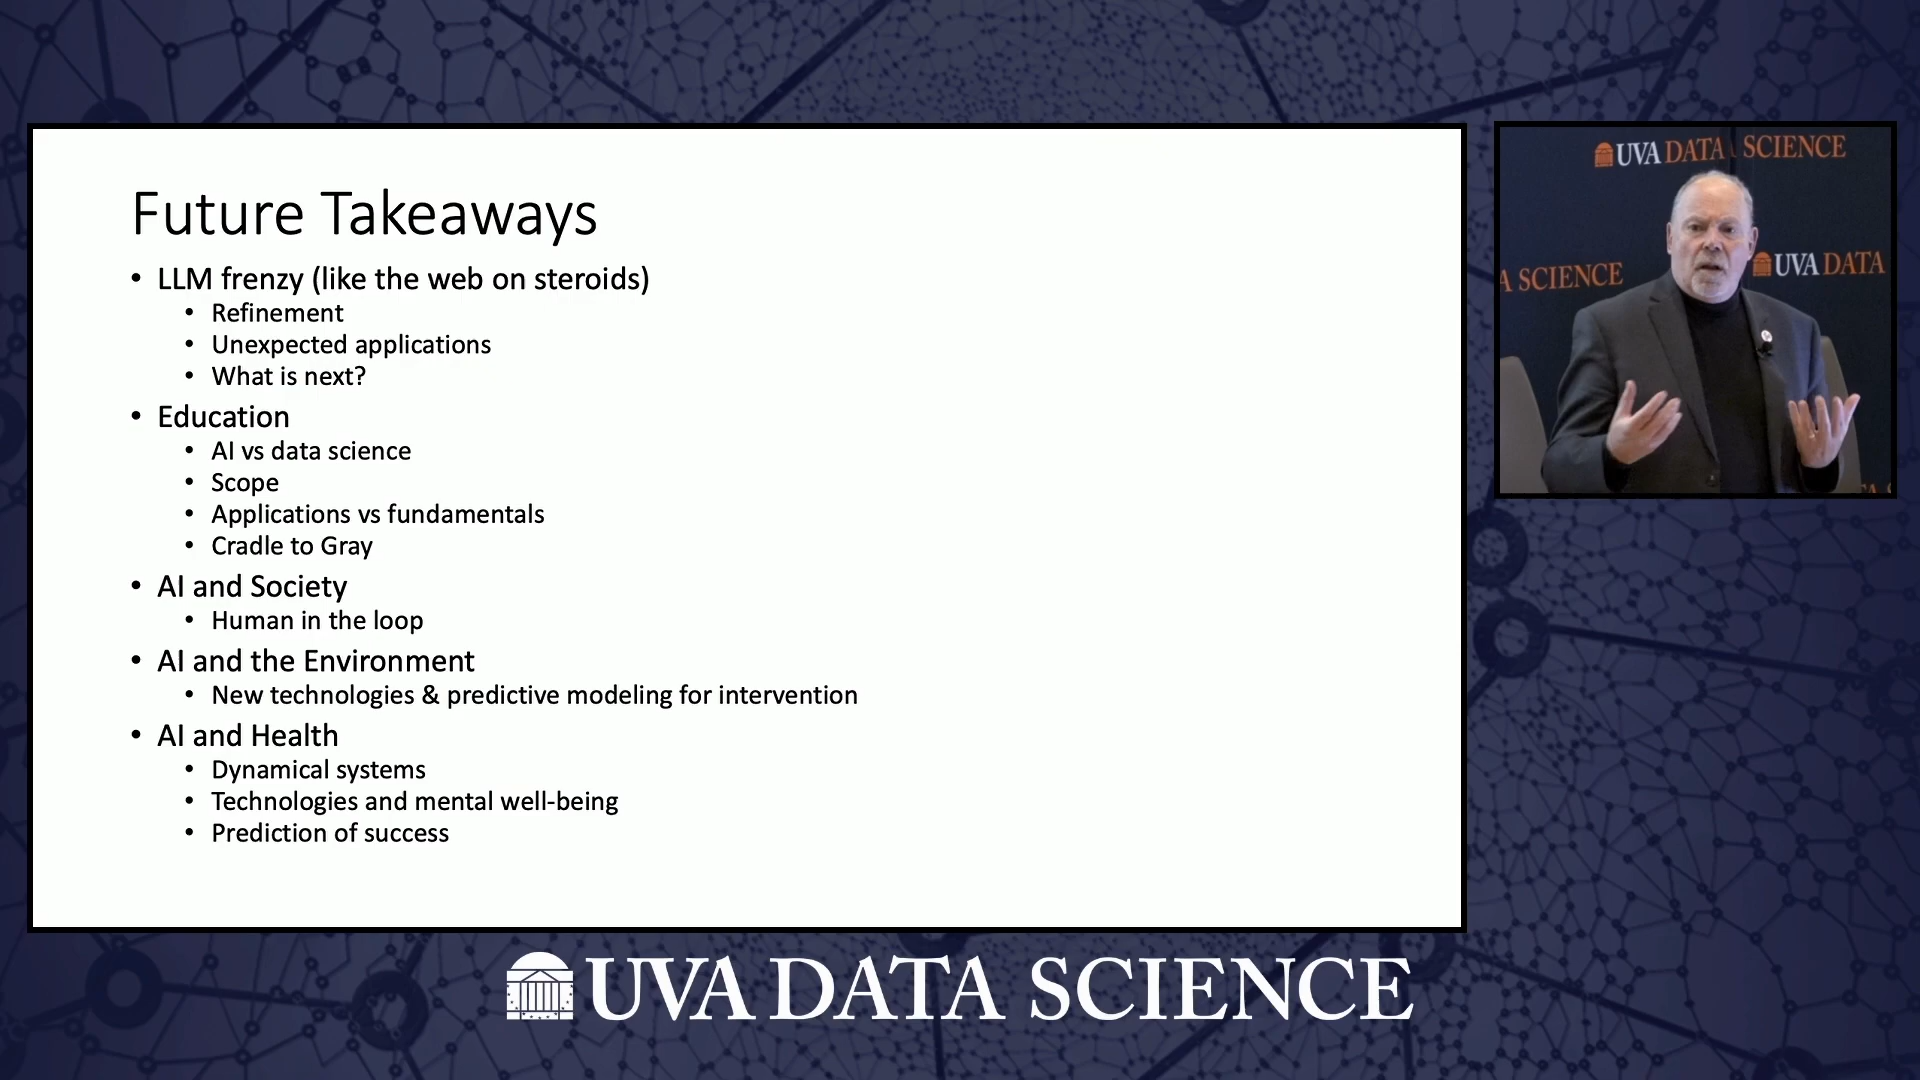 Future Takeaways
• LLM frenzy (like the web on steroids)
• Refinement
• Unexpected applications
• What is next?
• Education
• AI vs data science
• Scope
• Applications vs fundamentals
• Cradle to Gray
• AI and Society
• Human in the loop
• AI and the Environment
• New technologies & predictive modeling for intervention
• AI and Health
• Dynamical systems
• Technologies and mental well-being
• Prediction of success
UVA DATA SCIENCE
A SCIENCE
UVA DATA
UVA DATA SCIENCE